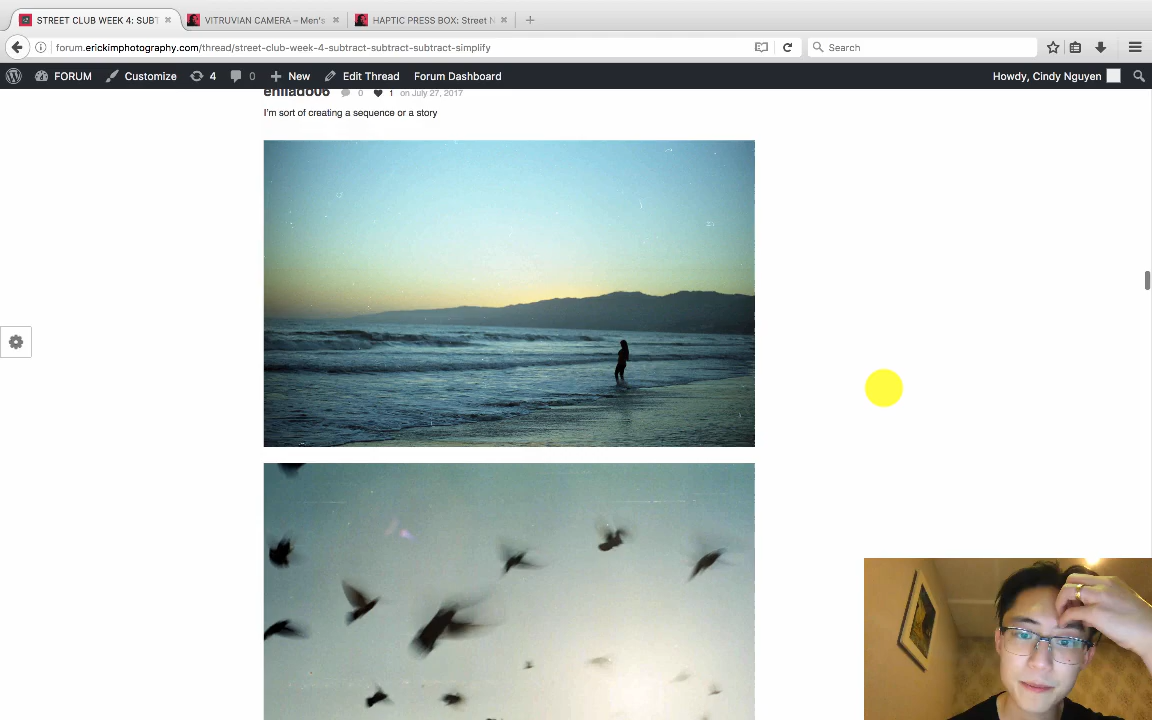 STREET CLUB WEEK 4: SUBT
VITRUVIAN CAMERA – Men's
HAPTIC PRESS BOX: Street N
forum.erickimphotography.com/thread/street-club-week-4-subtract-subtract-subtract-simplify
Search
FORUM
Customize
4
0
New
Edit Thread
Forum Dashboard
Howdy, Cindy Nguyen
0
1
on July 27, 2017
I'm sort of creating a sequence or a story